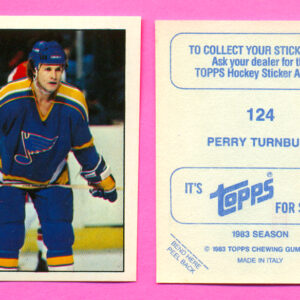 TO COLLECT YOUR STICK
Ask your dealer for th
TOPPS Hockey Sticker A
124
PERRY TURNBU
IT'S Topps
FOR S
1983 SEASON
© 1983 TOPPS CHEWING GUM
MADE IN ITALY
BEND HERE
PEEL BACK